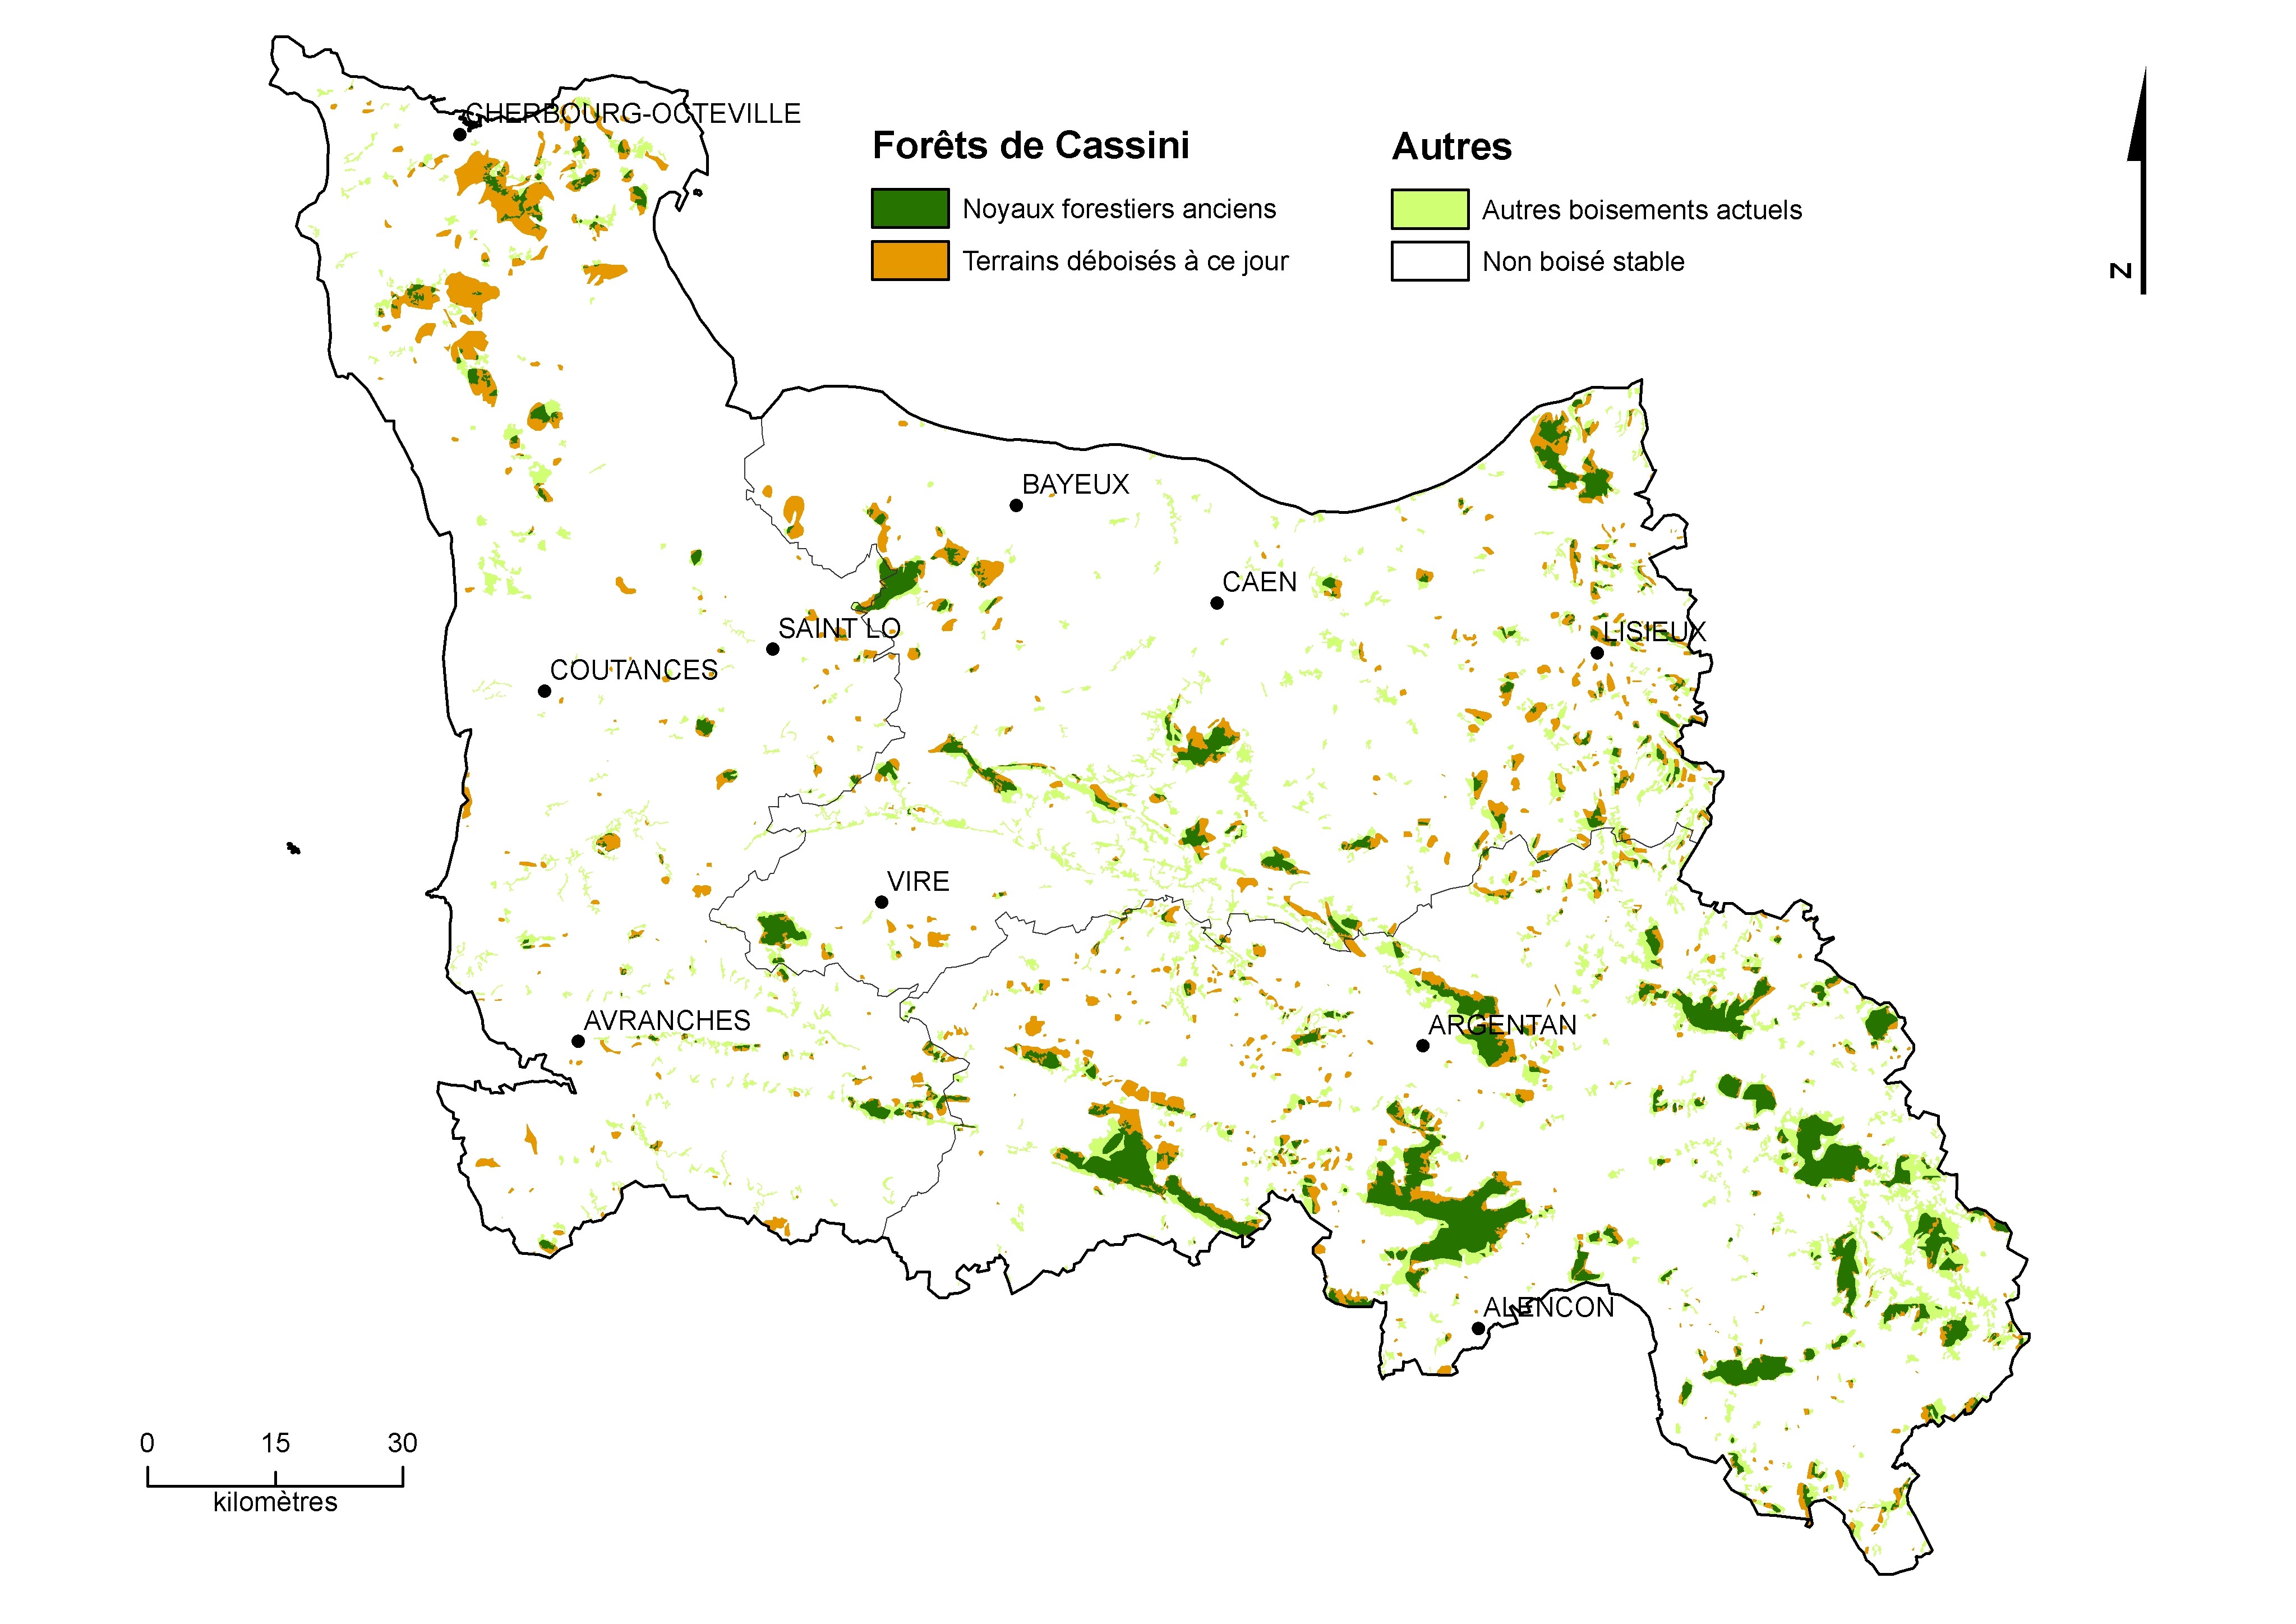 CHERBOURG-OCTEVILLE
Forêts de Cassini
Autres
Noyaux forestiers anciens
Autres boisements actuels
Terrains déboisés à ce jour
Non boisé stable
N
BAYEUX
CAEN
SAINT LO
LISIEUX
COUTANCES
VIRE
AVRANCHES
ARGENTAN
ALENCON
0 15 30
kilomètres